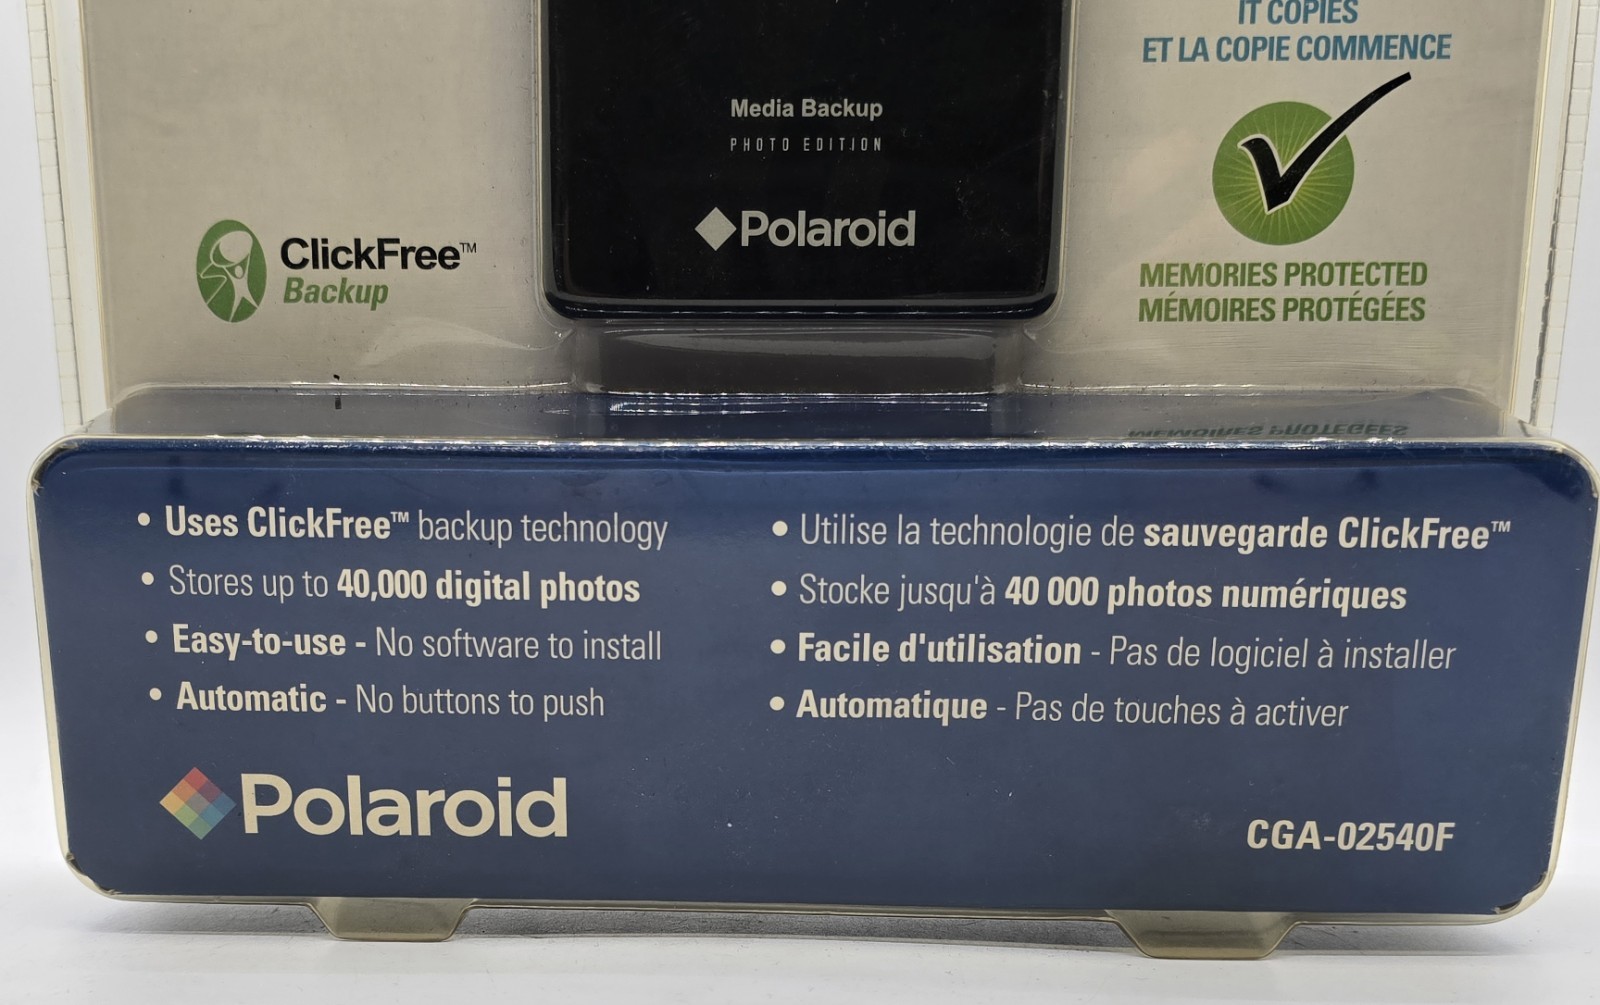 IT COPIES
ET LA COPIE COMMENCE
Media Backup
PHOTO EDITION
Polaroid
ClickFree™
Backup
MEMORIES PROTECTED
MÉMOIRES PROTÉGÉES
MÉMOIRES PROTÉGÉES
• Uses ClickFree™ backup technology
• Stores up to 40,000 digital photos
• Easy-to-use - No software to install
• Automatic - No buttons to push
• Utilise la technologie de sauvegarde ClickFree™
• Stocke jusqu'à 40 000 photos numériques
• Facile d'utilisation - Pas de logiciel à installer
• Automatique - Pas de touches à activer
Polaroid
CGA-02540F